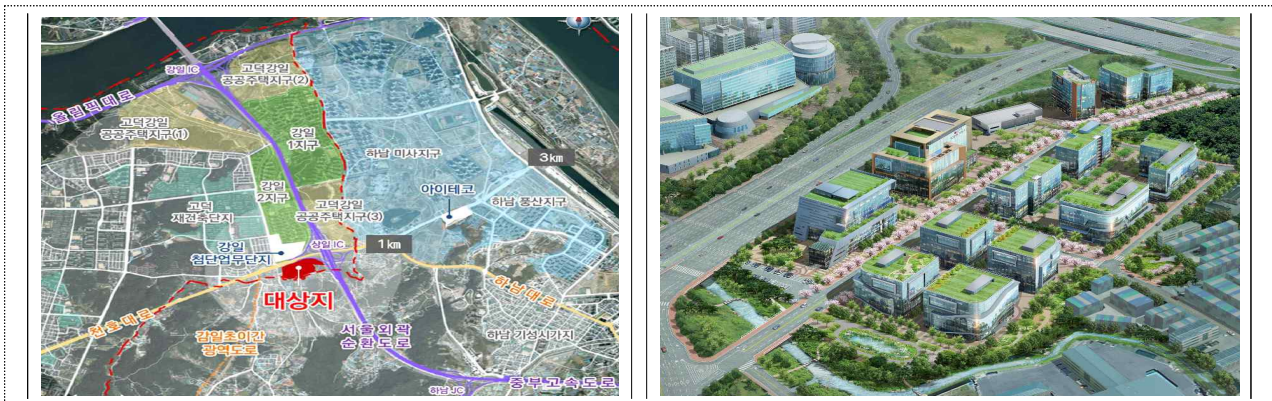 강일 IC
고덕강일
공공주택지구(2)
올림픽대로
고덕강일
공공주택지구(1)
강일
1지구
하남 미사지구
3㎞
아이테코
강일
2지구
고덕
재건축단지
고덕강일
공공주택지구(3)
하남 풍산지구
상일 IC
1㎞
강일
첨단업무단지
대상지
하남대로
천호대로
감일초이간
광역도로
서울외곽
순환도로
하남 기성시가지
하남 JC
중부고속도로